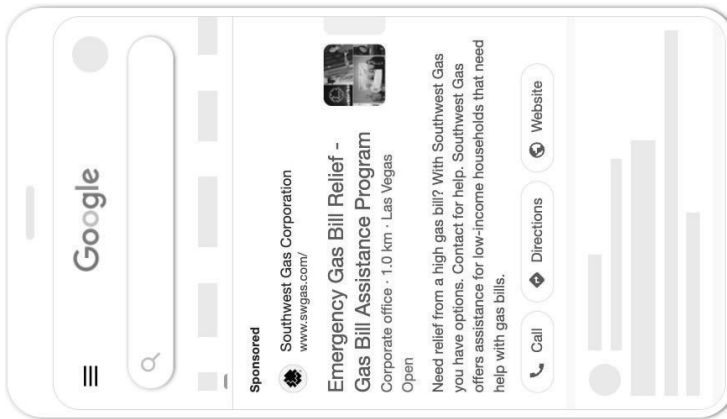 Google
Sponsored
Southwest Gas Corporation
www.swgas.com/
Emergency Gas Bill Relief -
Gas Bill Assistance Program
Corporate office · 1.0 km · Las Vegas
Open
Need relief from a high gas bill? With Southwest Gas
you have options. Contact for help. Southwest Gas
offers assistance for low-income households that need
help with gas bills.
Call
Directions
Website